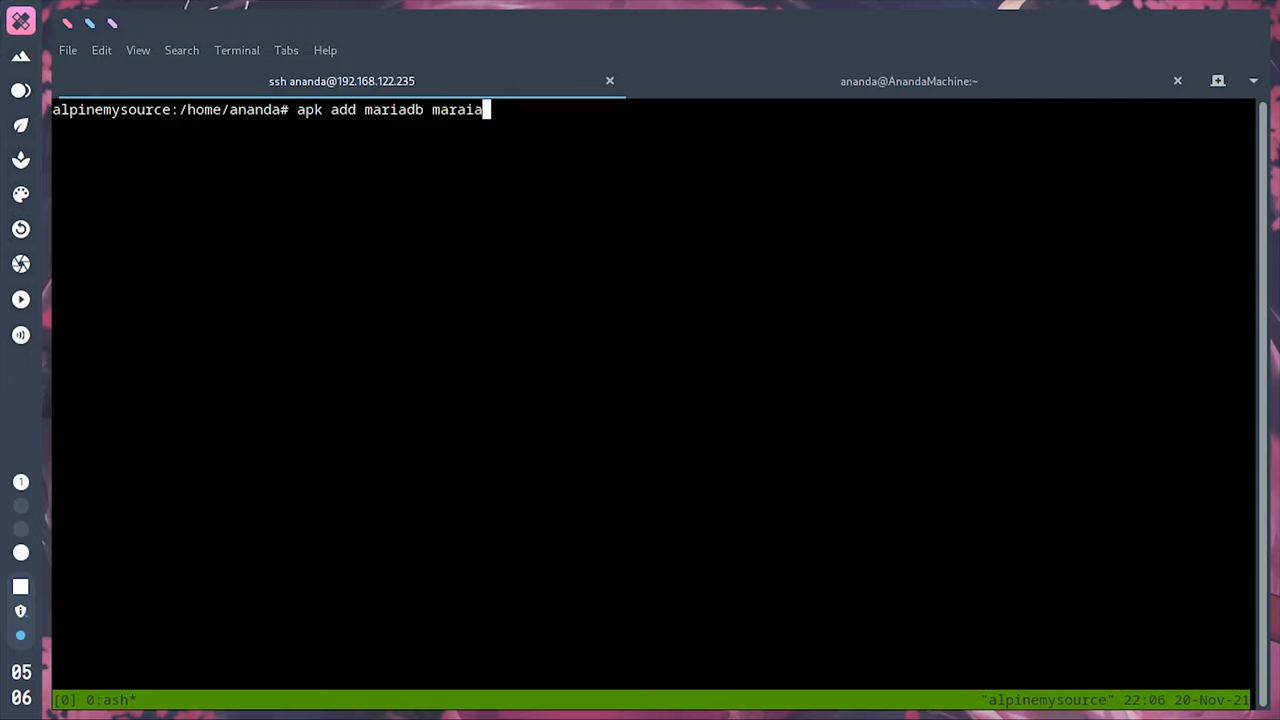 File Edit View Search Terminal Tabs Help
ssh ananda@192.168.122.235
ananda@AnandaMachine:~
alpinemysource:/home/ananda# apk add mariadb maraia
1
05
06
[0] 0:ash* "alpinemysource" 22:06 20-Nov-21